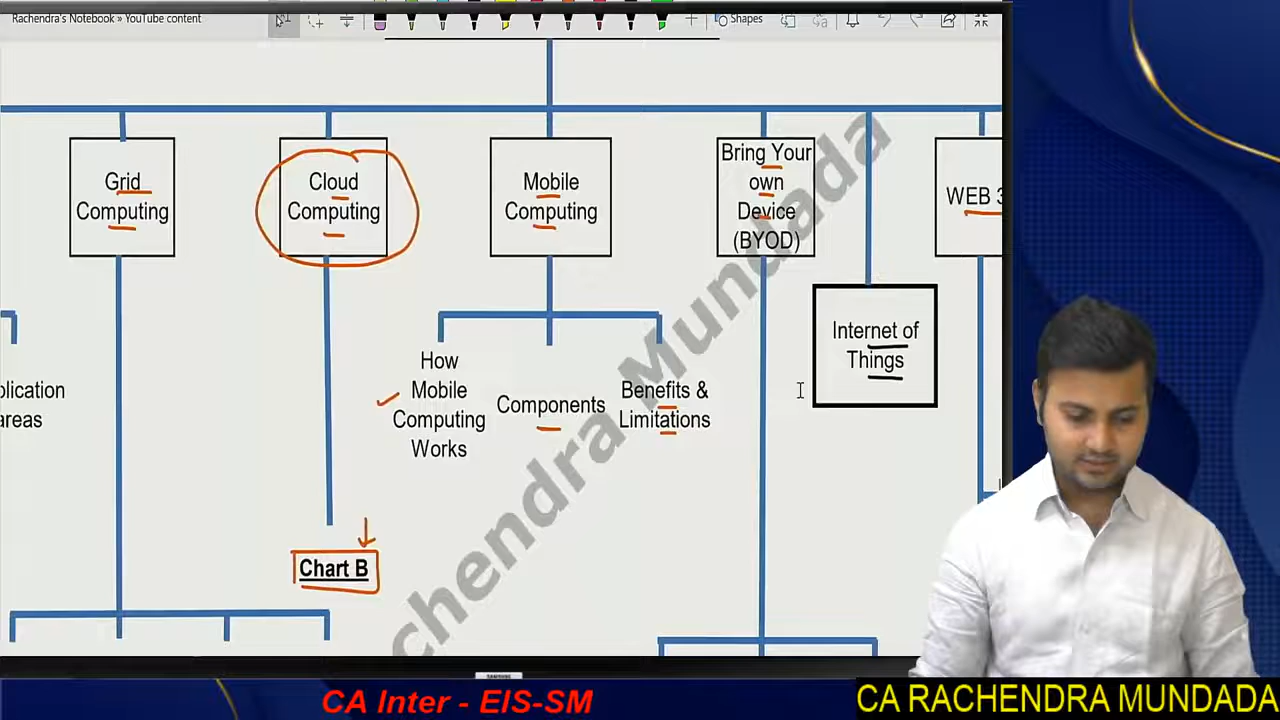 Rachendra's Notebook » YouTube content
Shapes
Grid
Computing
Cloud
Computing
Mobile
Computing
Bring Your
own
Device
(BYOD)
WEB 3
Internet of
Things
plication
areas
How
Mobile
Computing
Works
Components
Benefits &
Limitations
Chart B
chendra Mundada
SAMSUNG
CA Inter - EIS-SM
CA RACHENDRA MUNDADA